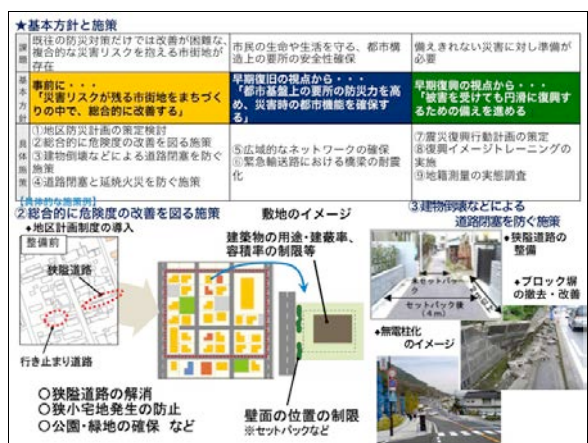 ★基本方針と施策
課題
既往の防災対策だけでは改善が困難な、
複合的な災害リスクを抱える市街地が
存在
市民の生命や生活を守る、都市構
造上の要所の安全性確保
備えきれない災害に対し準備が
必要
基本方針
事前に・・・
「災害リスクが残る市街地をまちづく
りの中で、総合的に改善する」
早期復旧の視点から・・・
「都市基盤上の要所の防災力を高
め、災害時の都市機能を確保す
る」
早期復興の視点から・・・
「被害を受けても円滑に復興す
るための備えを進める
具体施策
①地区防災計画の策定検討
②総合的に危険度の改善を図る施策
③建物倒壊などによる道路閉塞を防ぐ
施策
④道路閉塞と延焼火災を防ぐ施策
⑤広域的なネットワークの確保
⑥緊急輸送路における橋梁の耐震
化
⑦震災復興行動計画の策定
⑧復興イメージトレーニングの
実施
⑨地籍測量の実態調査
【具体的な施策例】
②総合的に危険度の改善を図る施策
◆地区計画制度の導入
整備前
狭隘道路
行き止まり道路
○狭隘道路の解消
○狭小宅地発生の防止
○公園・緑地の確保 など
敷地のイメージ
建築物の用途・建蔽率、
容積率の制限等
壁面の位置の制限
※セットバックなど
③建物倒壊などによる
道路閉塞を防ぐ施策
◆狭隘道路の
整備
未セットバック
セットバック後
(4m)
◆ブロック塀
の撤去・改善
◆無電柱化
のイメージ